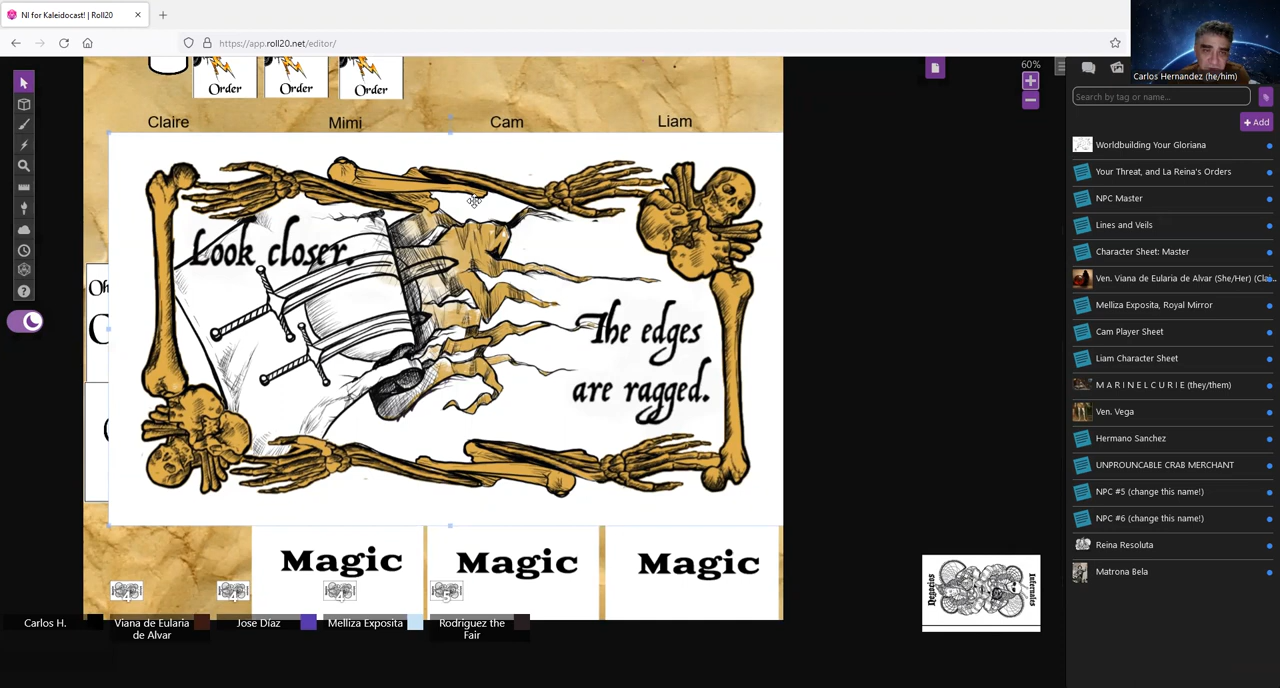 NI for Kaleidocast! | Roll20
https://app.roll20.net/editor/
Carlos Hernandez (he/him)
60%
Search by tag or name...
+ Add
Order
Order
Order
Claire
Mimi
Cam
Liam
Look closer.
The edges
are ragged.
Oh
Magic
Magic
Magic
Carlos H.
Viana de Eularia
de Alvar
Jose Díaz
Melliza Exposita
Rodriguez the
Fair
Negocios
Infernales
Worldbuilding Your Gloriana
Your Threat, and La Reina's Orders
NPC Master
Lines and Veils
Character Sheet: Master
Ven. Viana de Eularia de Alvar (She/Her) (Cla...
Melliza Exposita, Royal Mirror
Cam Player Sheet
Liam Character Sheet
M A R I N E L C U R I E (they/them)
Ven. Vega
Hermano Sanchez
UNPROUNCABLE CRAB MERCHANT
NPC #5 (change this name!)
NPC #6 (change this name!)
Reina Resoluta
Matrona Bela